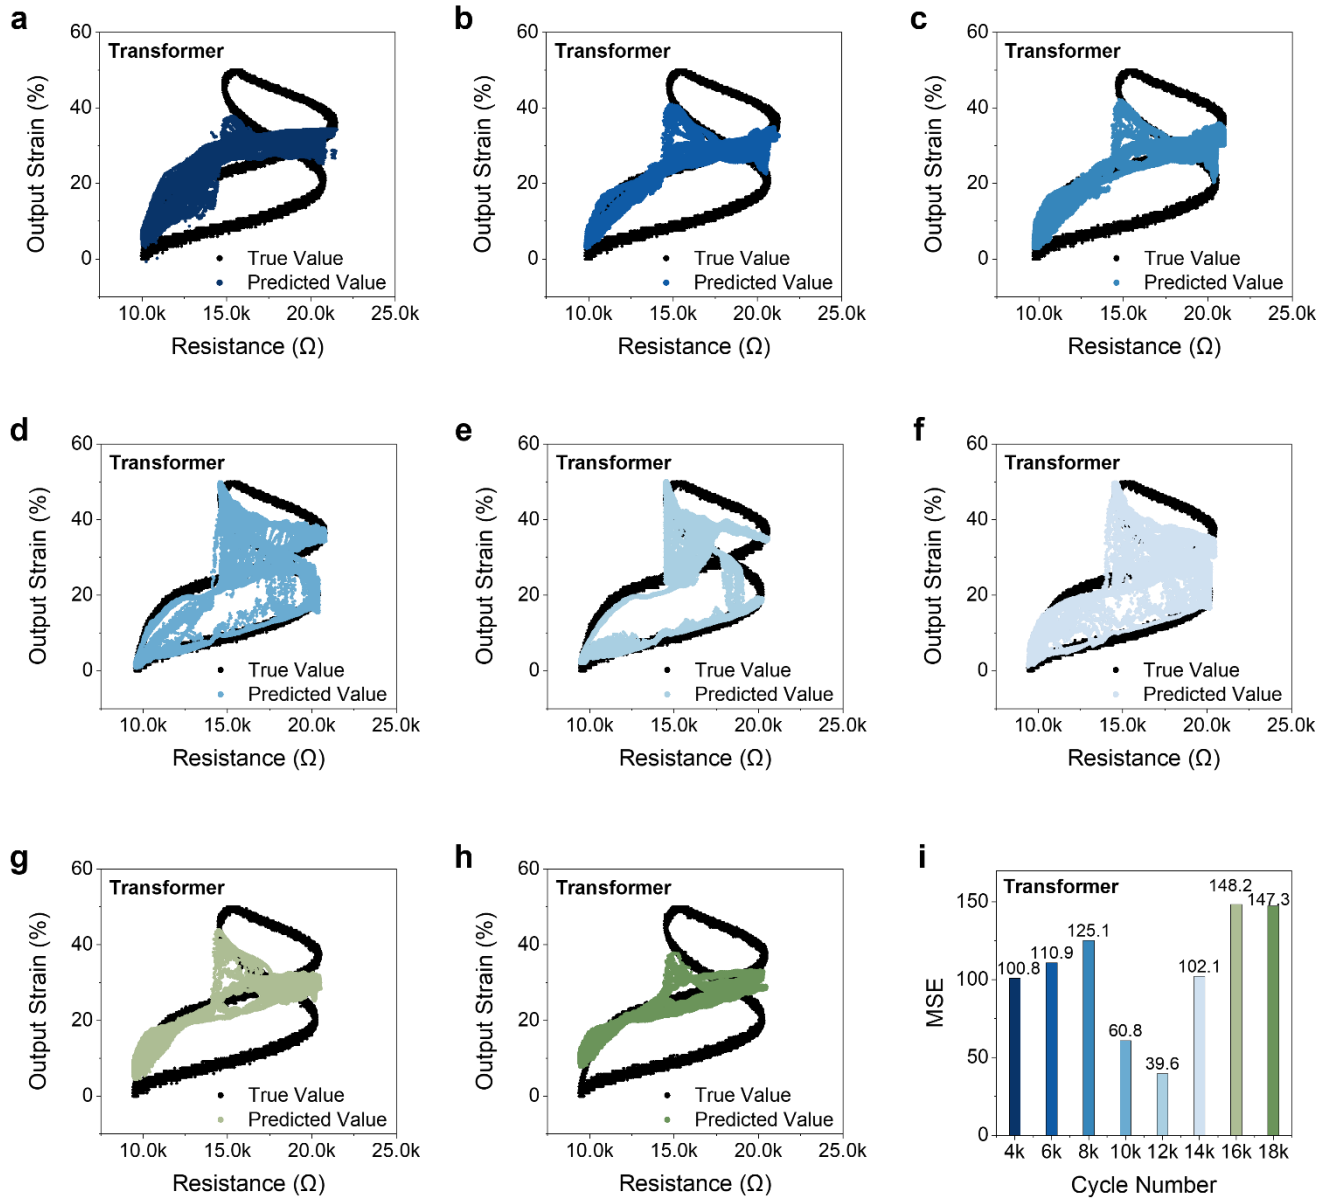 a
60
Transformer
40
20
0
Output Strain (%)
True Value
Predicted Value
10.0k 15.0k 20.0k 25.0k
Resistance (Ω)
b
60
Transformer
40
20
0
Output Strain (%)
True Value
Predicted Value
10.0k 15.0k 20.0k 25.0k
Resistance (Ω)
c
60
Transformer
40
20
0
Output Strain (%)
True Value
Predicted Value
10.0k 15.0k 20.0k 25.0k
Resistance (Ω)
d
60
Transformer
40
20
0
Output Strain (%)
True Value
Predicted Value
10.0k 15.0k 20.0k 25.0k
Resistance (Ω)
e
60
Transformer
40
20
0
Output Strain (%)
True Value
Predicted Value
10.0k 15.0k 20.0k 25.0k
Resistance (Ω)
f
60
Transformer
40
20
0
Output Strain (%)
True Value
Predicted Value
10.0k 15.0k 20.0k 25.0k
Resistance (Ω)
g
60
Transformer
40
20
0
Output Strain (%)
True Value
Predicted Value
10.0k 15.0k 20.0k 25.0k
Resistance (Ω)
h
60
Transformer
40
20
0
Output Strain (%)
True Value
Predicted Value
10.0k 15.0k 20.0k 25.0k
Resistance (Ω)
i
Transformer
150
100
50
0
MSE
100.8 110.9 125.1 60.8 39.6 102.1 148.2 147.3
4k 6k 8k 10k 12k 14k 16k 18k
Cycle Number